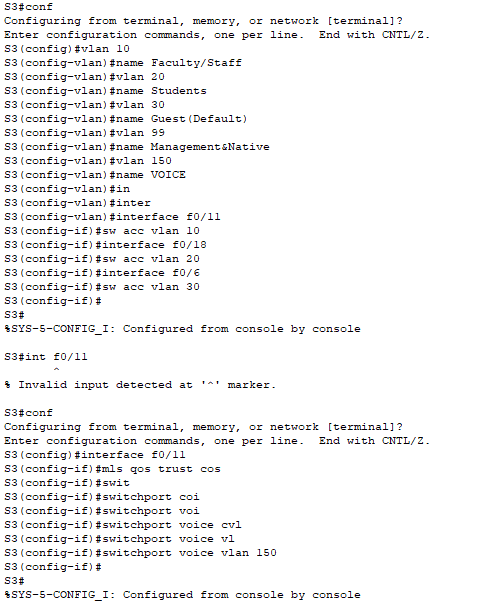 S3#conf
Configuring from terminal, memory, or network [terminal]?
Enter configuration commands, one per line.  End with CNTL/Z.
S3(config)#vlan 10
S3(config-vlan)#name Faculty/Staff
S3(config-vlan)#vlan 20
S3(config-vlan)#name Students
S3(config-vlan)#vlan 30
S3(config-vlan)#name Guest(Default)
S3(config-vlan)#vlan 99
S3(config-vlan)#name Management&Native
S3(config-vlan)#vlan 150
S3(config-vlan)#name VOICE
S3(config-vlan)#in
S3(config-vlan)#inter
S3(config-vlan)#interface f0/11
S3(config-if)#sw acc vlan 10
S3(config-if)#interface f0/18
S3(config-if)#sw acc vlan 20
S3(config-if)#interface f0/6
S3(config-if)#sw acc vlan 30
S3(config-if)#
S3#
%SYS-5-CONFIG_I: Configured from console by console
S3#int f0/11
^
% Invalid input detected at '^' marker.
S3#conf
Configuring from terminal, memory, or network [terminal]?
Enter configuration commands, one per line.  End with CNTL/Z.
S3(config)#interface f0/11
S3(config-if)#mls qos trust cos
S3(config-if)#swit
S3(config-if)#switchport coi
S3(config-if)#switchport voi
S3(config-if)#switchport voice cvl
S3(config-if)#switchport voice vl
S3(config-if)#switchport voice vlan 150
S3(config-if)#
S3#
%SYS-5-CONFIG_I: Configured from console by console